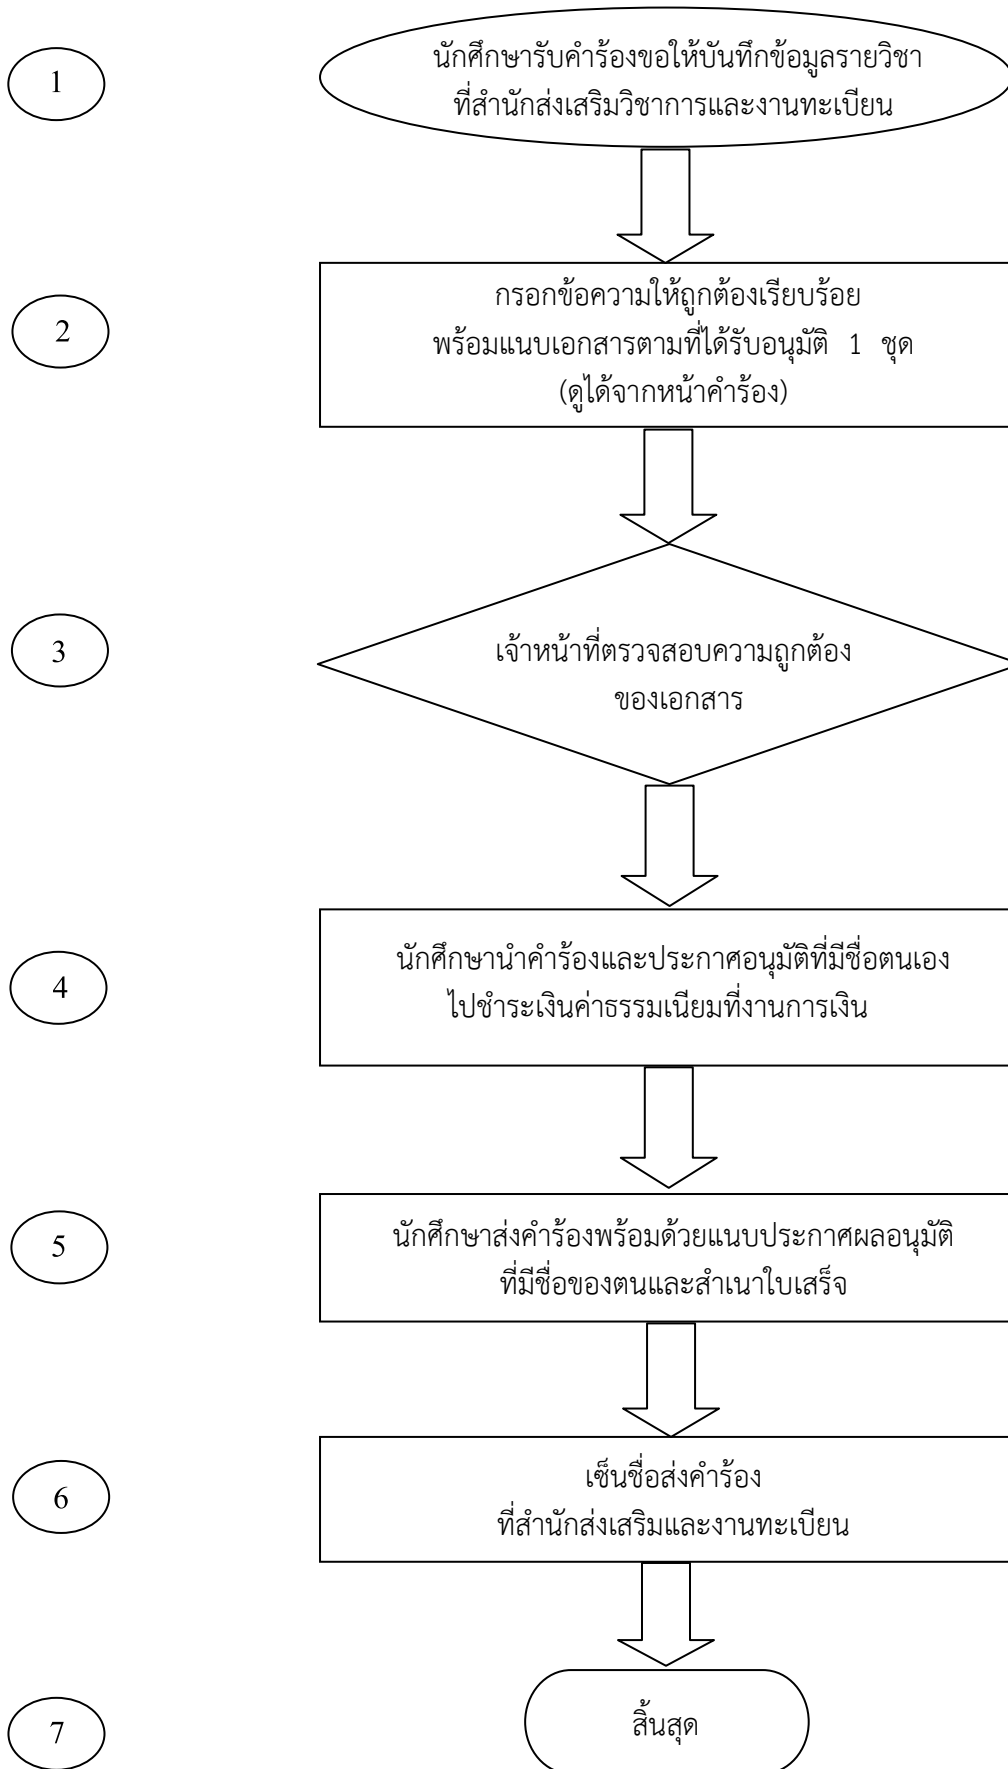 1
นักศึกษารับคำร้องขอให้บันทึกข้อมูลรายวิชา
ที่สำนักส่งเสริมวิชาการและงานทะเบียน
2
กรอกข้อความให้ถูกต้องเรียบร้อย
พร้อมแนบเอกสารตามที่ได้รับอนุมัติ 1 ชุด
(ดูได้จากหน้าคำร้อง)
3
เจ้าหน้าที่ตรวจสอบความถูกต้อง
ของเอกสาร
4
นักศึกษานำคำร้องและประกาศอนุมัติที่มีชื่อตนเอง
ไปชำระเงินค่าธรรมเนียมที่งานการเงิน
5
นักศึกษาส่งคำร้องพร้อมด้วยแนบประกาศผลอนุมัติ
ที่มีชื่อของตนและสำเนาใบเสร็จ
6
เซ็นชื่อส่งคำร้อง
ที่สำนักส่งเสริมและงานทะเบียน
7
สิ้นสุด